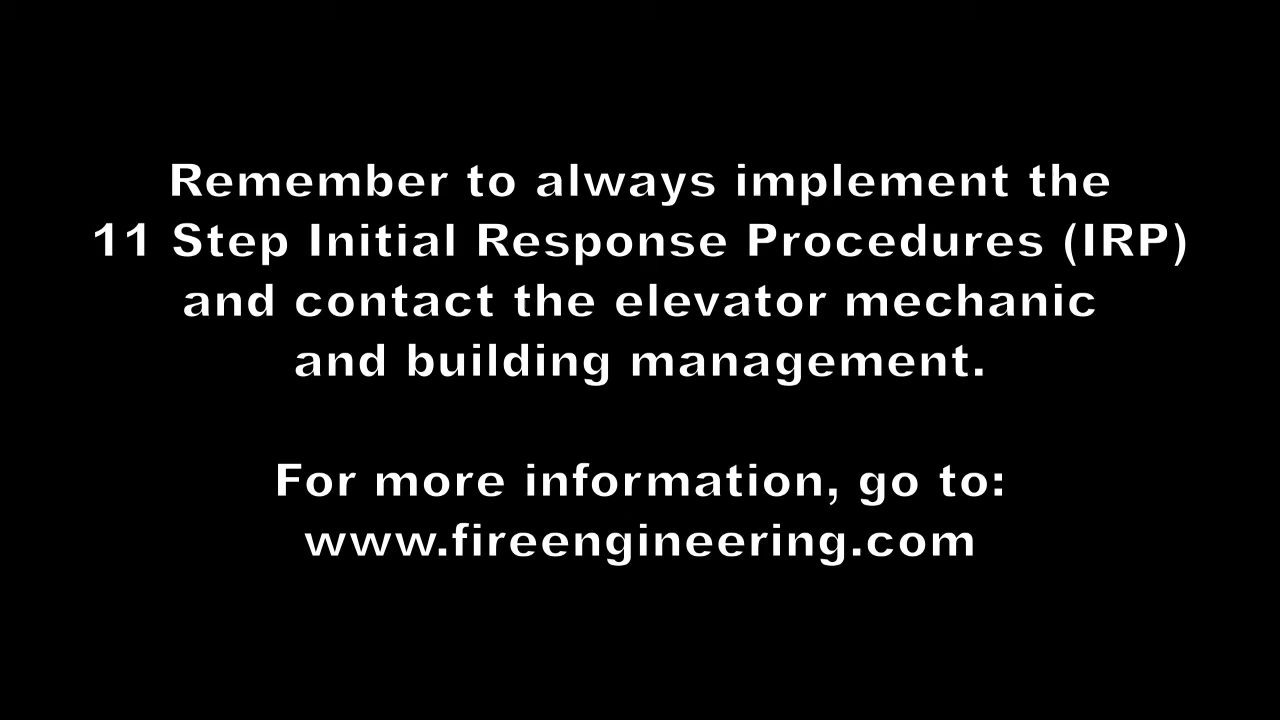 Remember to always implement the
11 Step Initial Response Procedures (IRP)
and contact the elevator mechanic
and building management.
For more information, go to:
www.fireengineering.com